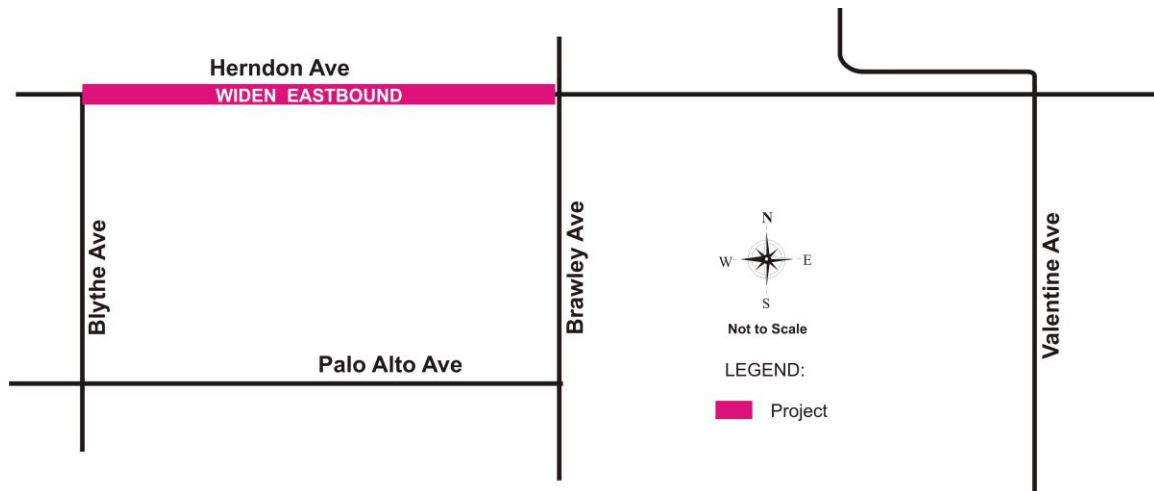 Herndon Ave
WIDEN EASTBOUND
Blythe Ave
Brawley Ave
Valentine Ave
N
W
E
S
Not to Scale
Palo Alto Ave
LEGEND:
Project